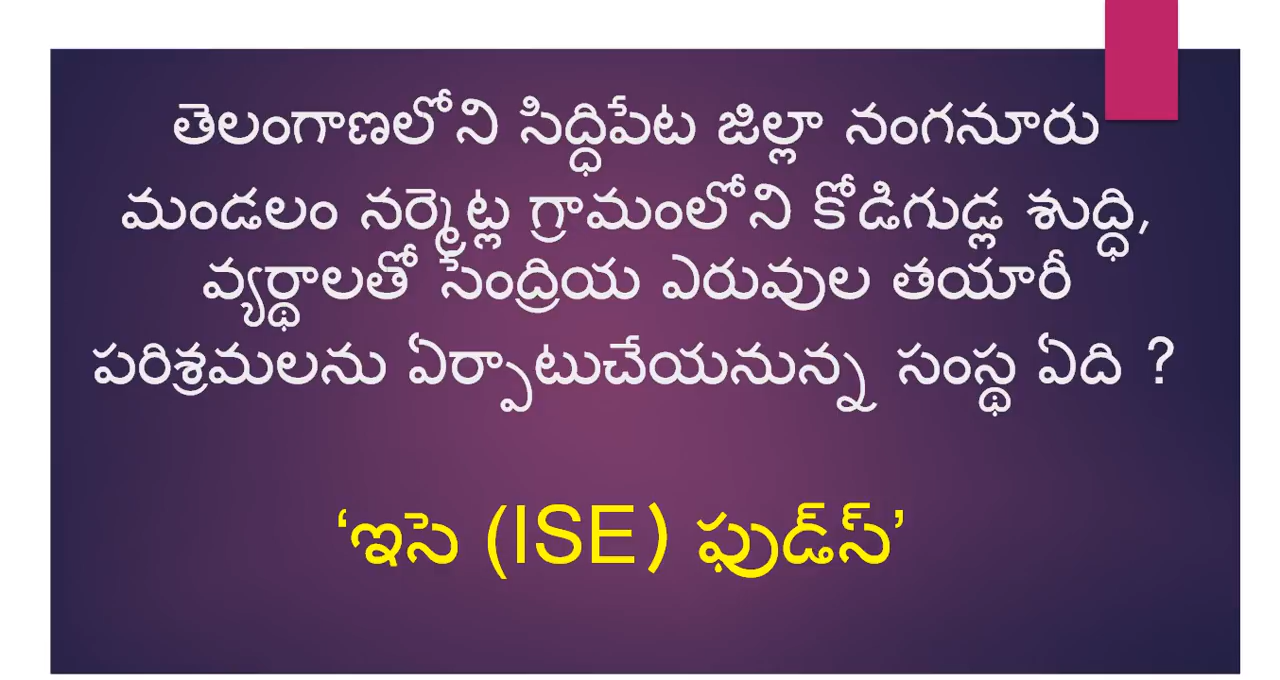 తెలంగాణలోని సిద్ధిపేట జిల్లా నంగనూరు
మండలం నర్మెట్ల గ్రామంలోని కోడిగుడ్ల శుద్ధి,
వ్యర్థాలతో సేంద్రియ ఎరువుల తయారీ
పరిశ్రమలను ఏర్పాటుచేయనున్న సంస్థ ఏది ?
‘ఇసె (ISE) ఫుడ్స్’